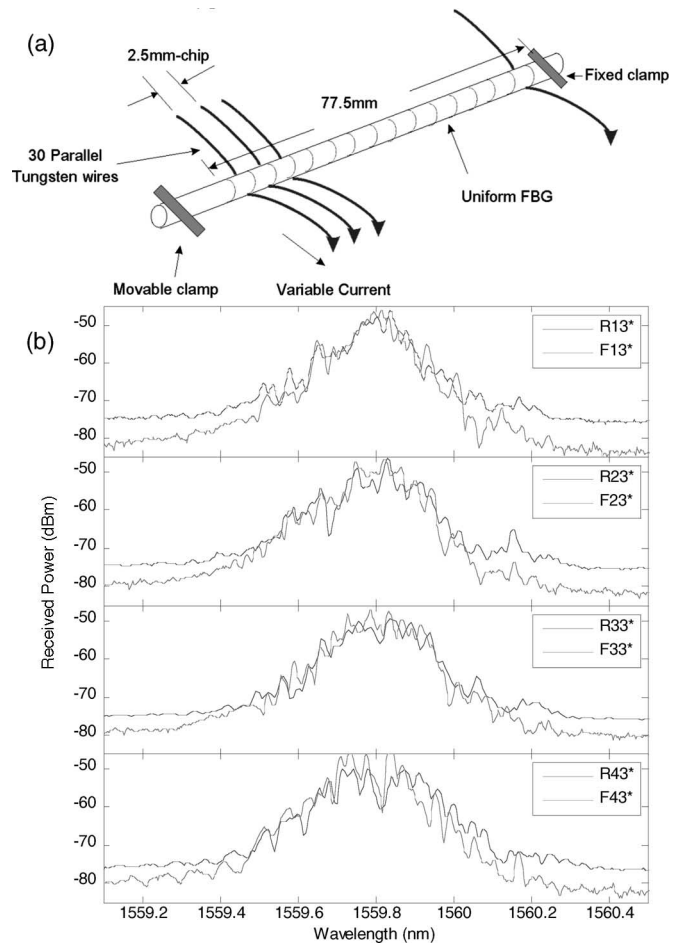 (a)
2.5mm-chip
Fixed clamp
77.5mm
30 Parallel
Tungsten wires
Uniform FBG
Movable clamp
Variable Current
(b)
-50
-60
-70
-80
R13*
F13*
-50
-60
-70
-80
R23*
F23*
-50
-60
-70
-80
R33*
F33*
-50
-60
-70
-80
R43*
F43*
Received Power (dBm)
1559.2 1559.4 1559.6 1559.8 1560 1560.2 1560.4
Wavelength (nm)